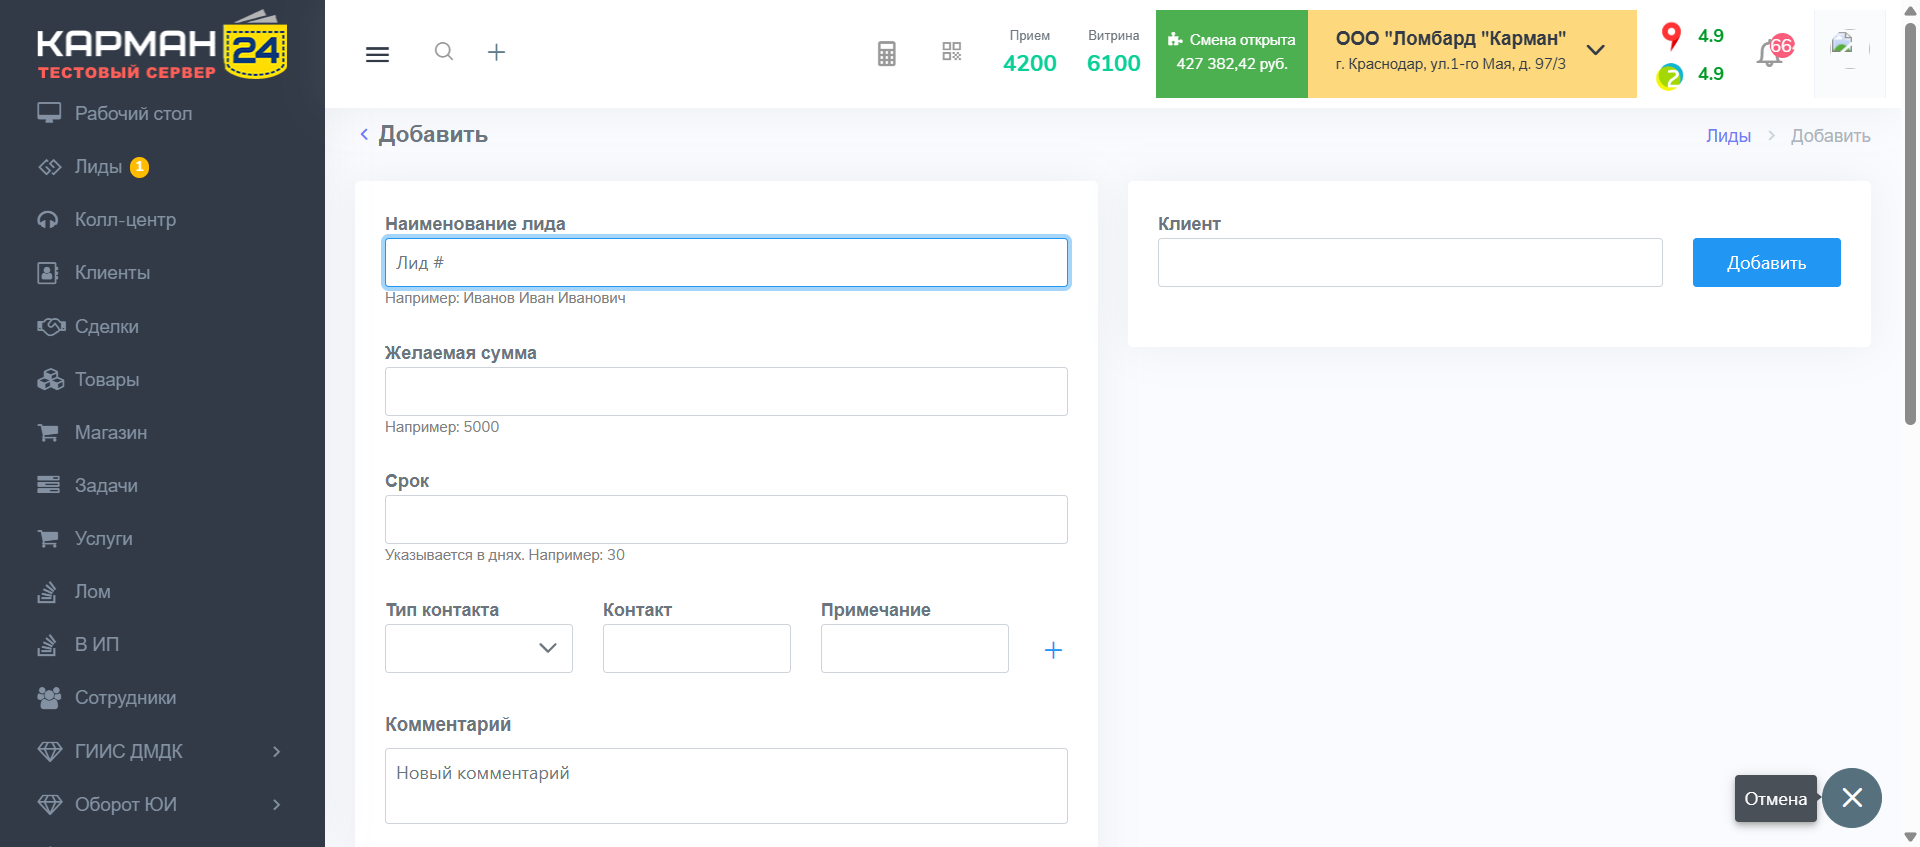 КАРМАН 24
ТЕСТОВЫЙ СЕРВЕР
Рабочий стол
Лиды 1
Колл-центр
Клиенты
Сделки
Товары
Магазин
Задачи
Услуги
Лом
В ИП
Сотрудники
ГИИС ДМДК
Оборот ЮИ
Прием
4200
Витрина
6100
Смена открыта
427 382,42 руб.
ООО "Ломбард "Карман"
г. Краснодар, ул.1-го Мая, д. 97/3
4.9
4.9
Добавить
Лиды > Добавить
Наименование лида
Лид #
Например: Иванов Иван Иванович
Желаемая сумма
Например: 5000
Срок
Указывается в днях. Например: 30
Тип контакта
Контакт
Примечание
Комментарий
Новый комментарий
Клиент
Добавить
Отмена